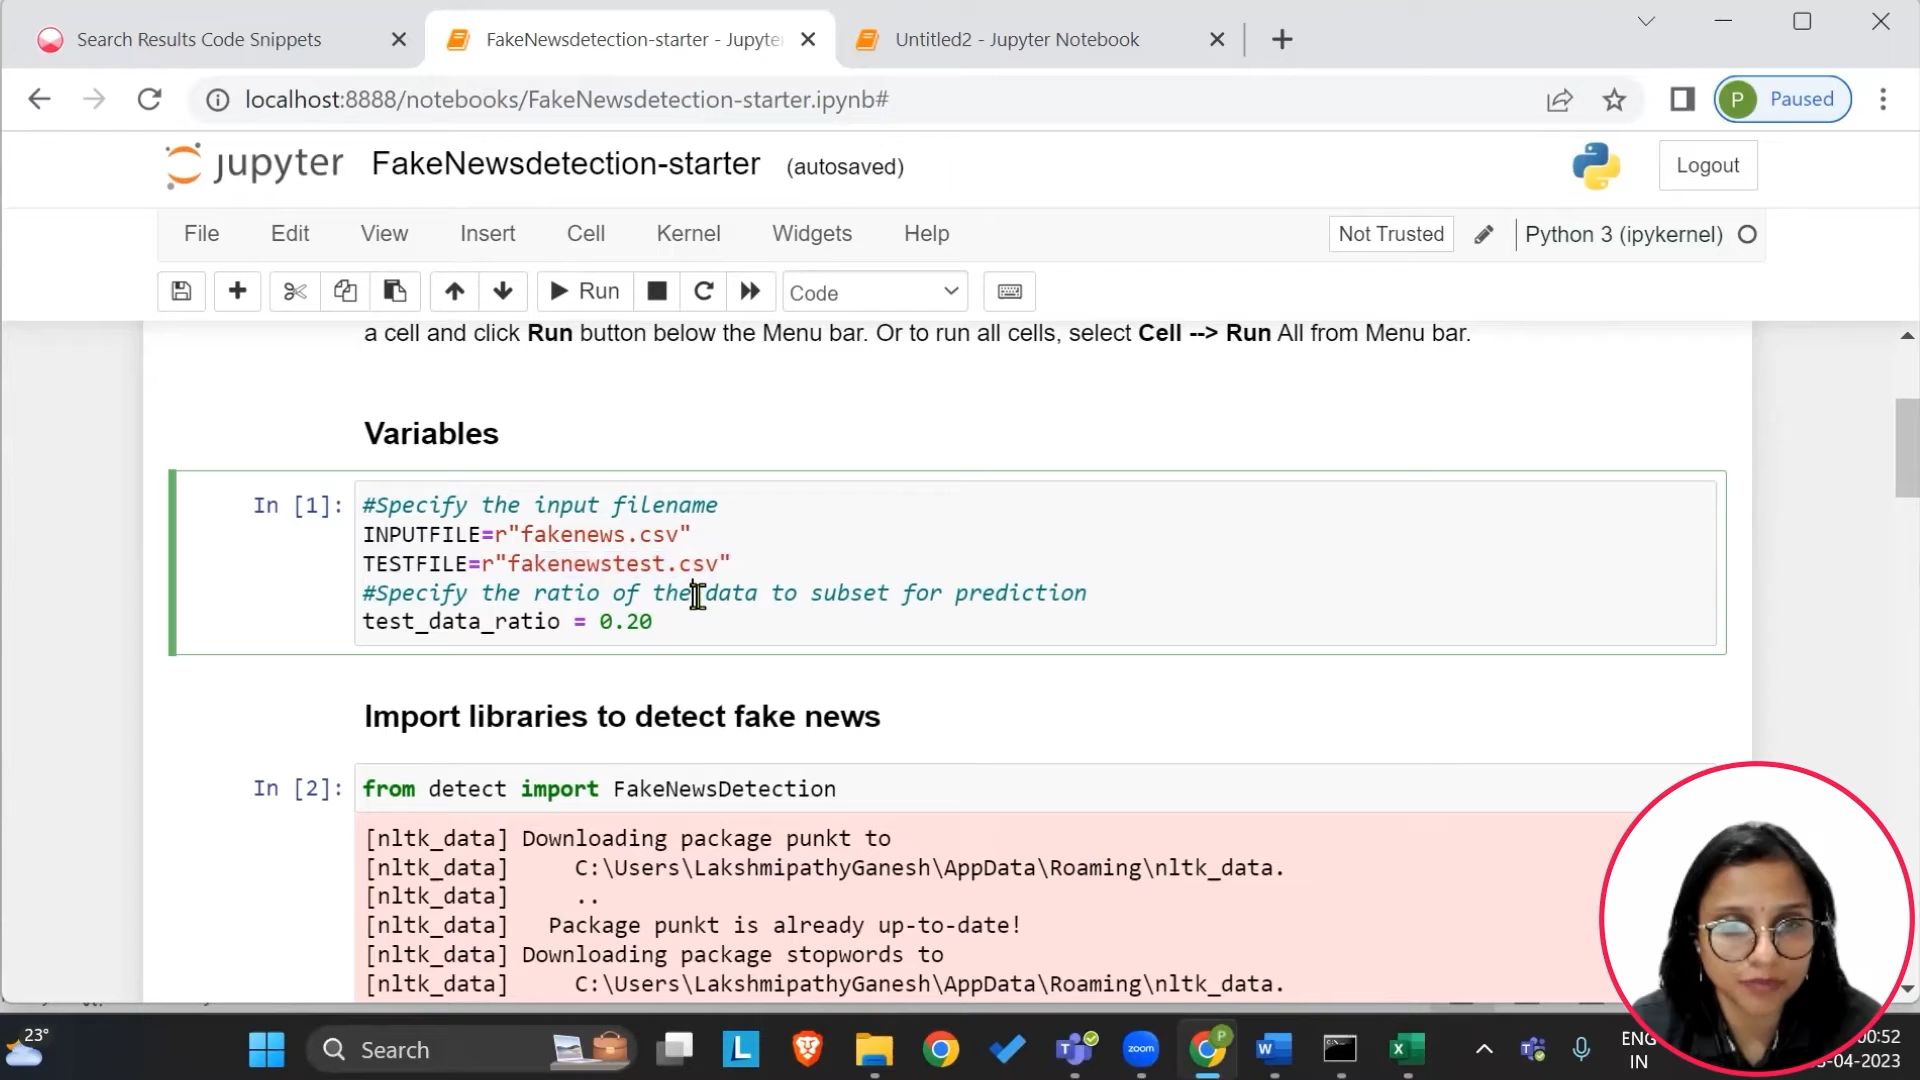 Search Results Code Snippets
FakeNewsdetection-starter - Jupyte
Untitled2 - Jupyter Notebook
localhost:8888/notebooks/FakeNewsdetection-starter.ipynb#
P Paused
jupyter FakeNewsdetection-starter (autosaved)
Logout
File Edit View Insert Cell Kernel Widgets Help
Not Trusted
Python 3 (ipykernel)
Run
Code
a cell and click Run button below the Menu bar. Or to run all cells, select Cell --> Run All from Menu bar.
Variables
In [1]:
#Specify the input filename
INPUTFILE=r"fakenews.csv"
TESTFILE=r"fakenewstest.csv"
#Specify the ratio of the data to subset for prediction
test_data_ratio = 0.20
Import libraries to detect fake news
In [2]:
from detect import FakeNewsDetection
[nltk_data] Downloading package punkt to
[nltk_data]     C:\Users\LakshmipathyGanesh\AppData\Roaming\nltk_data.
[nltk_data]     ..
[nltk_data]   Package punkt is already up-to-date!
[nltk_data] Downloading package stopwords to
[nltk_data]     C:\Users\LakshmipathyGanesh\AppData\Roaming\nltk_data.
23°
Search
L
zoom
P
ENG
IN
00:52
-04-2023